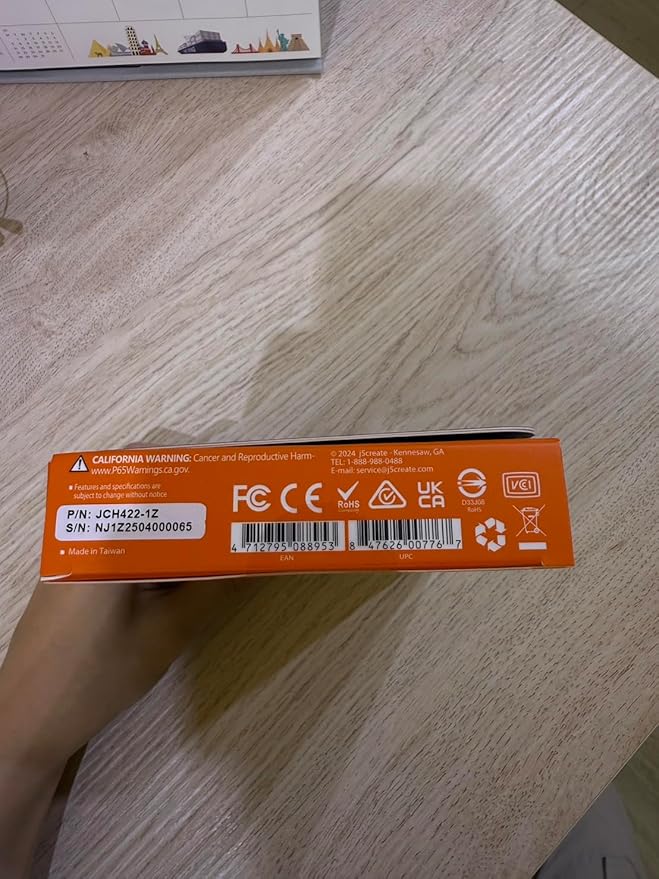 CALIFORNIA WARNING: Cancer and Reproductive Harm-
www.P65Warnings.ca.gov.
▪ Features and specifications are
subject to change without notice
P/N: JCH422-1Z
S/N: NJ1Z2504000065
▪ Made in Taiwan
© 2024 j5create · Kennesaw, GA
TEL: 1-888-988-0488
E-mail: service@j5create.com
FC CE
RoHS
UK
CA
D33J08
RoHS
VCI
4 712795 088953
EAN
8 47626 00776 7
UPC